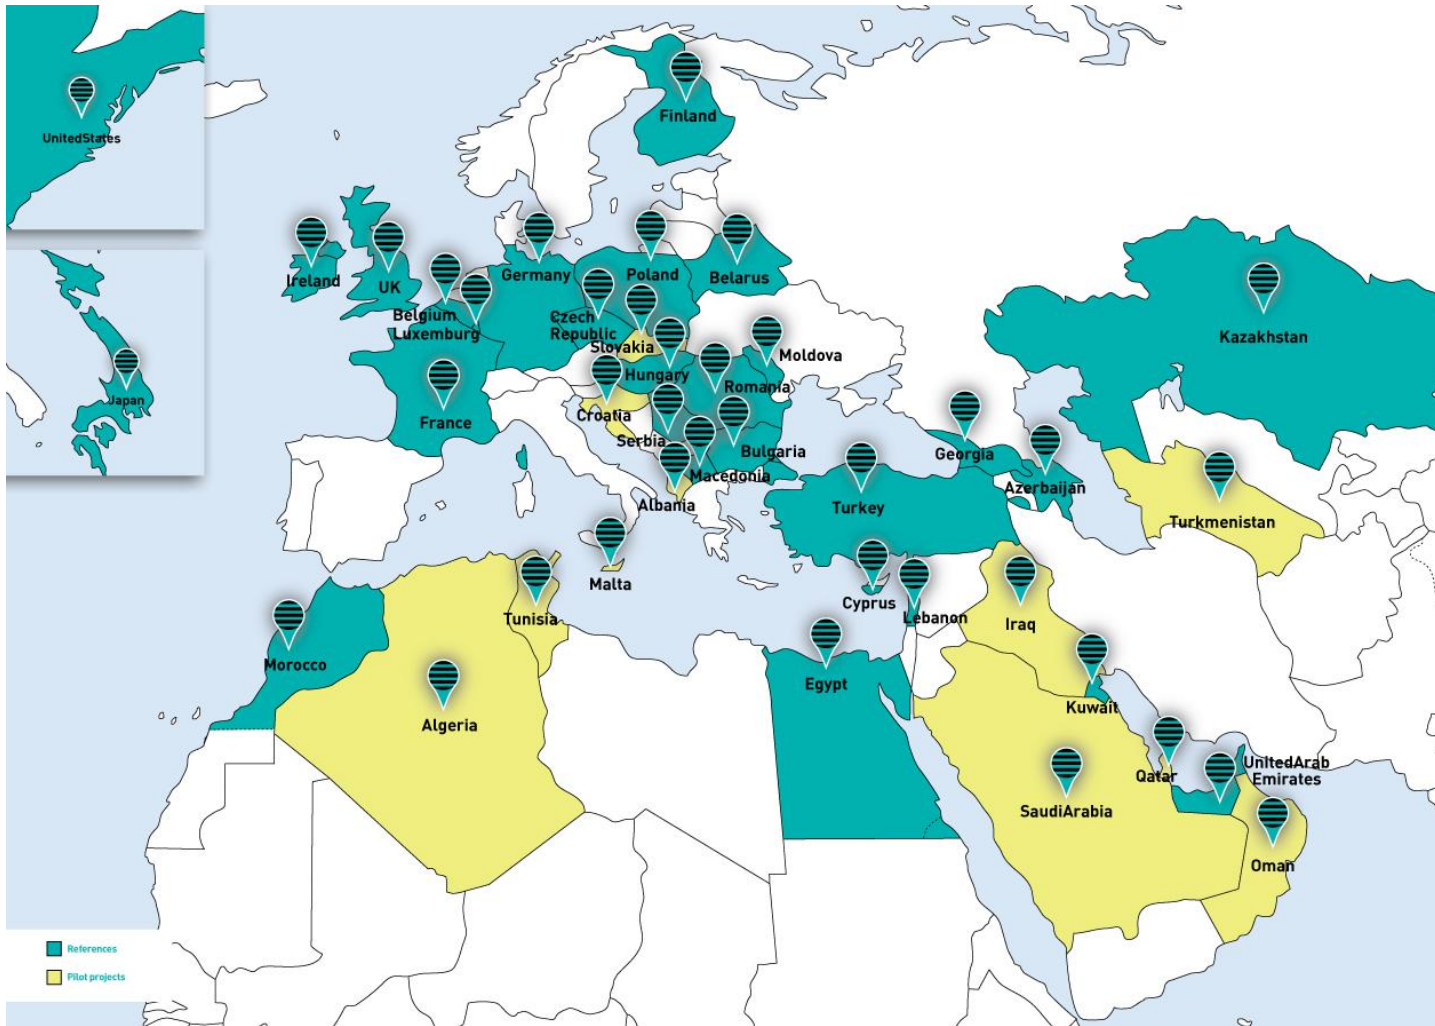 UnitedStates
Japan
Finland
Ireland
UK
Germany
Poland
Belarus
Belgium
Luxemburg
Czech
Republic
Slovakia
Hungary
Moldova
Romania
France
Croatia
Serbia
Bulgaria
Macedonia
Albania
Kazakhstan
Georgia
Azerbaijan
Turkey
Turkmenistan
Malta
Cyprus
Lebanon
Tunisia
Iraq
Morocco
Egypt
Algeria
Kuwait
Qatar
UnitedArab
Emirates
SaudiArabia
Oman
References
Pilot projects